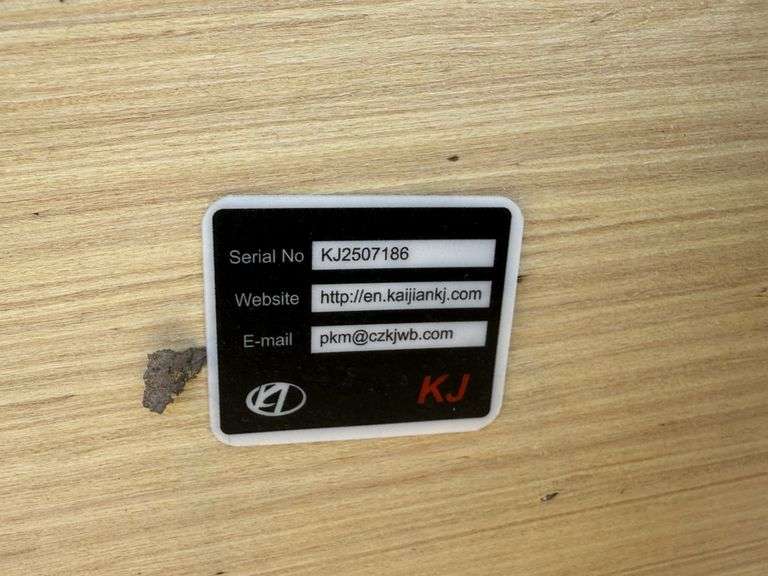 Serial No KJ2507186
Website http://en.kaijiankj.com
E-mail pkm@czkjwb.com
KJ